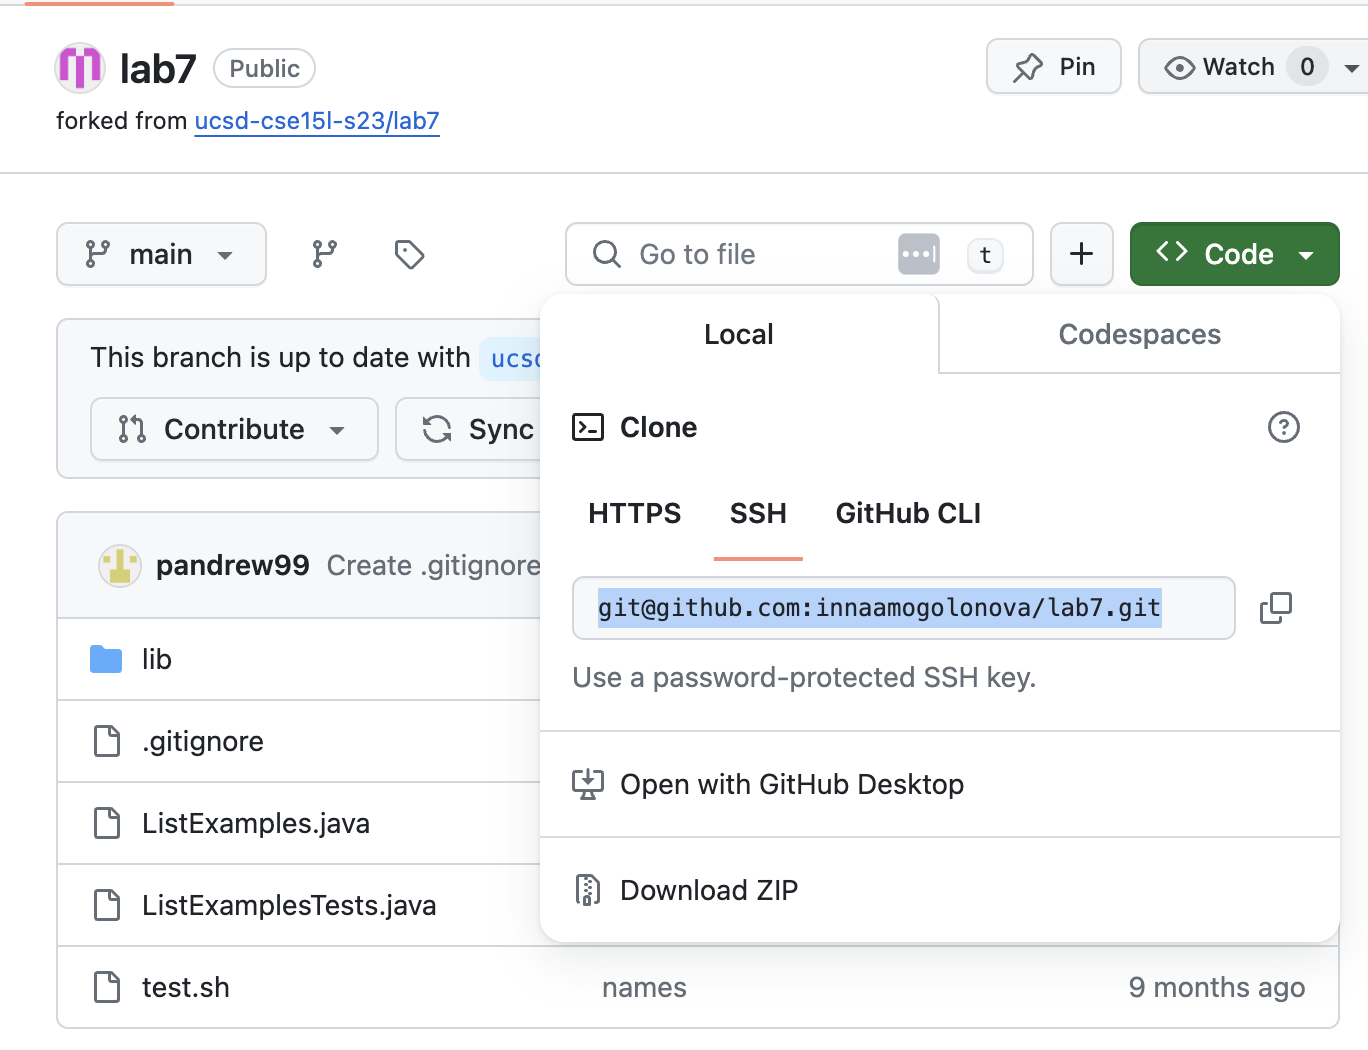 lab7 Public
Pin
Watch 0
forked from ucsd-cse15l-s23/lab7
main
Go to file
t
Code
Local
Codespaces
This branch is up to date with
Clone
Contribute
Sync
HTTPS
SSH
GitHub CLI
pandrew99 Create .gitignore
git@github.com:innaamogolonova/lab7.git
lib
Use a password-protected SSH key.
.gitignore
Open with GitHub Desktop
ListExamples.java
Download ZIP
ListExamplesTests.java
test.sh names 9 months ago